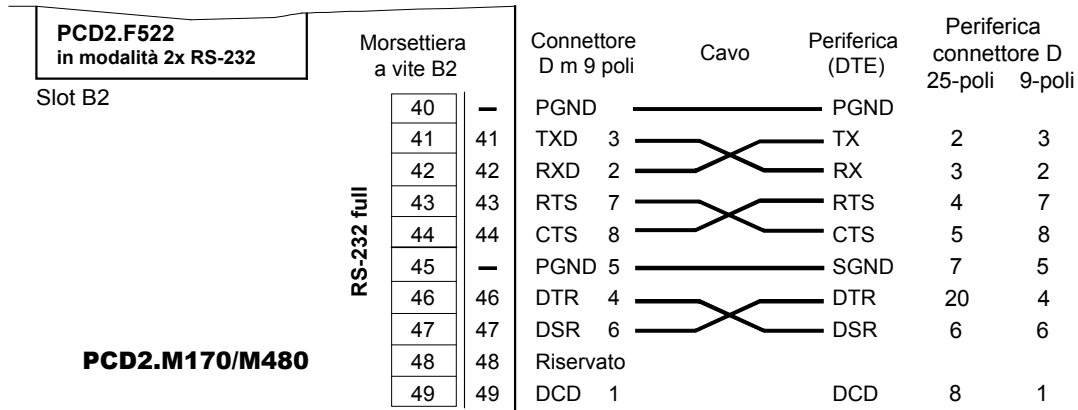 PCD2.F522
in modalità 2x RS-232
Slot B2
Morsettiera
a vite B2
Connettore
D m 9 poli
Cavo
Periferica
(DTE)
Periferica
connettore D
25-poli 9-poli
RS-232 full
40 – PGND PGND
41 41 TXD 3 TX 2 3
42 42 RXD 2 RX 3 2
43 43 RTS 7 RTS 4 7
44 44 CTS 8 CTS 5 8
45 – PGND 5 SGND 7 5
46 46 DTR 4 DTR 20 4
47 47 DSR 6 DSR 6 6
48 48 Riservato
49 49 DCD 1 DCD 8 1
PCD2.M170/M480